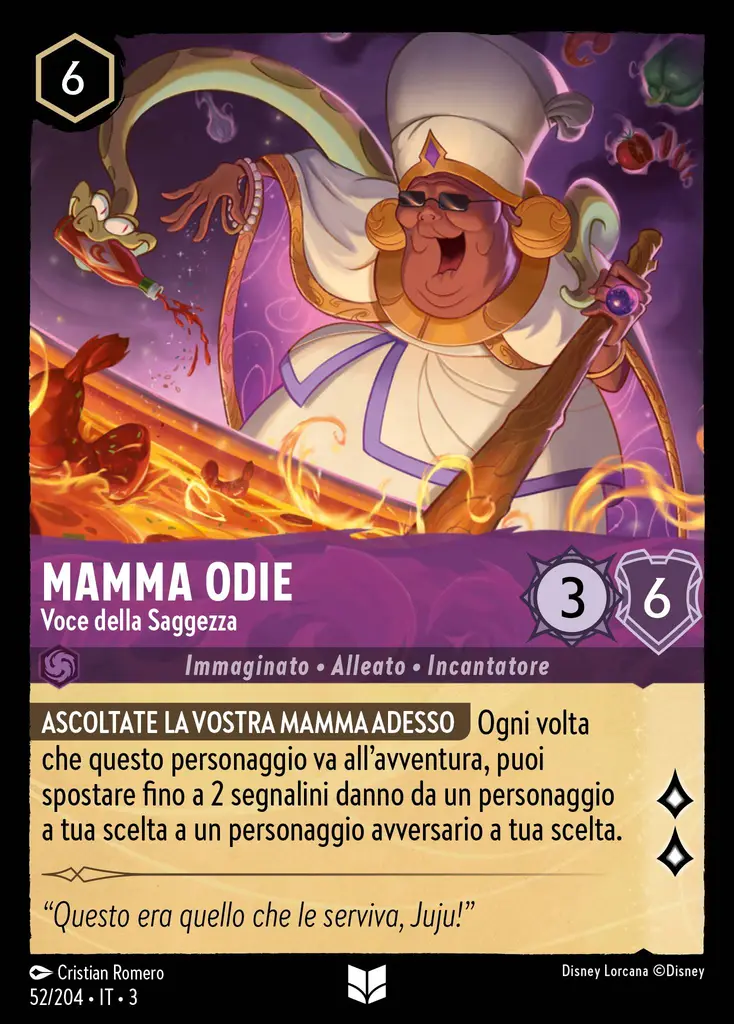 6
MAMMA ODIE
Voce della Saggezza
3
6
Immaginato • Alleato • Incantatore
ASCOLTATE LA VOSTRA MAMMA ADESSO Ogni volta
che questo personaggio va all’avventura, puoi
spostare fino a 2 segnalini danno da un personaggio
a tua scelta a un personaggio avversario a tua scelta.
“Questo era quello che le serviva, Juju!”
Cristian Romero
Disney Lorcana ©Disney
52/204 • IT • 3